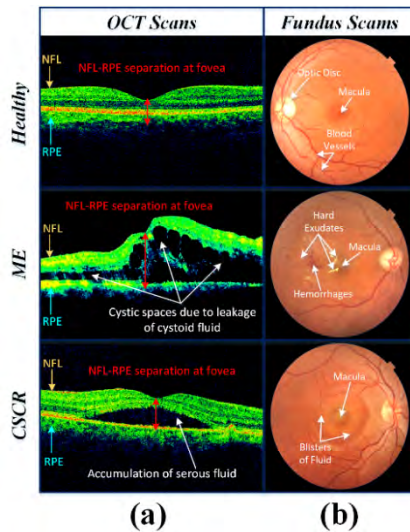 OCT Scans
Fundus Scams
Healthy
NFL
NFL-RPE separation at fovea
RPE
Optic Disc
Macula
Blood
Vessels
ME
NFL-RPE separation at fovea
NFL
RPE
Cystic spaces due to leakage
of cystoid fluid
Hard
Exudates
Macula
Hemorrhages
CSCR
NFL-RPE separation at fovea
NFL
RPE
Accumulation of serous fluid
Macula
Blisters
of Fluid
(a)
(b)